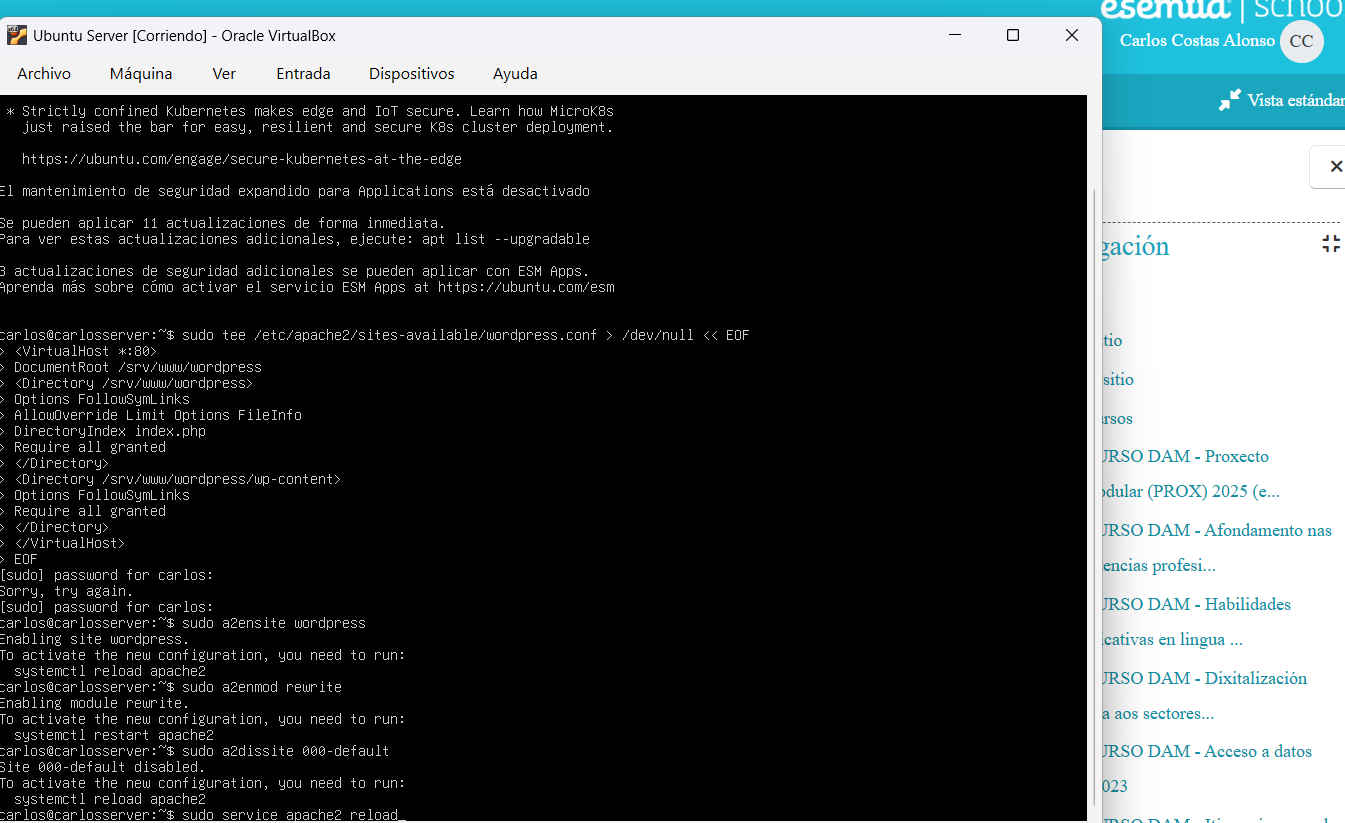 esemtia | school
Ubuntu Server [Corriendo] - Oracle VirtualBox
Carlos Costas Alonso CC
Archivo Máquina Ver Entrada Dispositivos Ayuda
Vista estándar
* Strictly confined Kubernetes makes edge and IoT secure. Learn how MicroK8s
just raised the bar for easy, resilient and secure K8s cluster deployment.
https://ubuntu.com/engage/secure-kubernetes-at-the-edge
El mantenimiento de seguridad expandido para Applications está desactivado
Se pueden aplicar 11 actualizaciones de forma inmediata.
Para ver estas actualizaciones adicionales, ejecute: apt list --upgradable
3 actualizaciones de seguridad adicionales se pueden aplicar con ESM Apps.
Aprenda más sobre cómo activar el servicio ESM Apps at https://ubuntu.com/esm
carlos@carlosserver:~$ sudo tee /etc/apache2/sites-available/wordpress.conf > /dev/null << EOF
> <VirtualHost *:80>
> DocumentRoot /srv/www/wordpress
> <Directory /srv/www/wordpress>
> Options FollowSymLinks
> AllowOverride Limit Options FileInfo
> DirectoryIndex index.php
> Require all granted
> </Directory>
> <Directory /srv/www/wordpress/wp-content>
> Options FollowSymLinks
> Require all granted
> </Directory>
> </VirtualHost>
> EOF
[sudo] password for carlos:
Sorry, try again.
[sudo] password for carlos:
carlos@carlosserver:~$ sudo a2ensite wordpress
Enabling site wordpress.
To activate the new configuration, you need to run:
systemctl reload apache2
carlos@carlosserver:~$ sudo a2enmod rewrite
Enabling module rewrite.
To activate the new configuration, you need to run:
systemctl restart apache2
carlos@carlosserver:~$ sudo a2dissite 000-default
Site 000-default disabled.
To activate the new configuration, you need to run:
systemctl reload apache2
carlos@carlosserver:~$ sudo service apache2 reload_
gación
tio
sitio
rsos
URSO DAM - Proxecto
odular (PROX) 2025 (e...
URSO DAM - Afondamento nas
encias profesi...
URSO DAM - Habilidades
icativas en lingua ...
URSO DAM - Dixitalización
a aos sectores...
URSO DAM - Acceso a datos
023